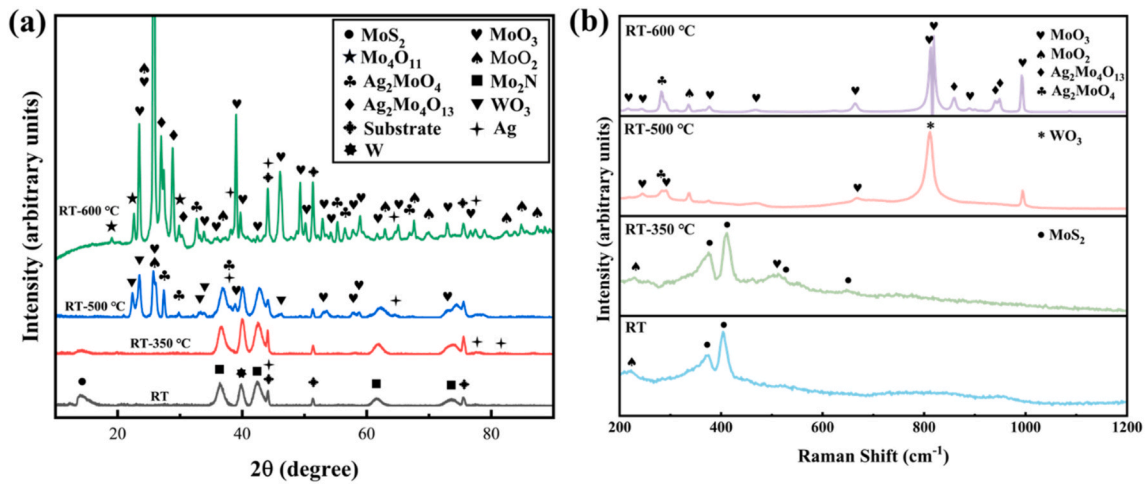 (a)
MoS₂
MoO₃
Mo₄O₁₁
MoO₂
Ag₂MoO₄
Mo₂N
Ag₂Mo₄O₁₃
WO₃
Substrate
Ag
W
RT-600 ℃
RT-500 ℃
RT-350 ℃
RT
Intensity (arbitrary units)
20
40
60
80
2θ (degree)
(b)
RT-600 ℃
MoO₃
MoO₂
Ag₂Mo₄O₁₃
Ag₂MoO₄
RT-500 ℃
* WO₃
*
RT-350 ℃
MoS₂
RT
Intensity (arbitrary units)
200
400
600
800
1000
1200
Raman Shift (cm⁻¹)